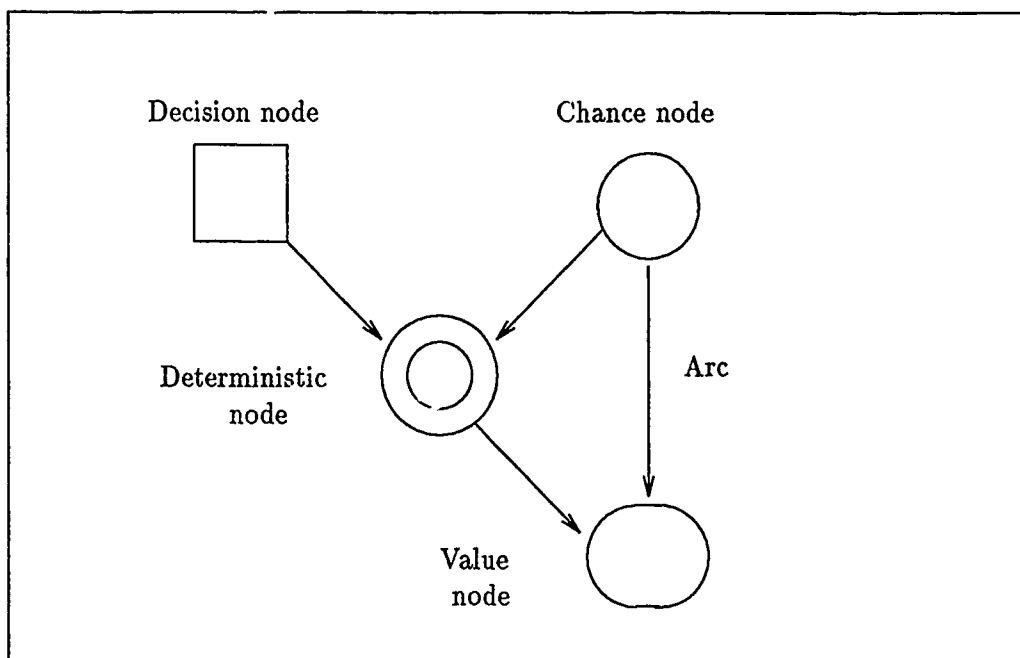 Decision node
Chance node
Deterministic
node
Arc
Value
node